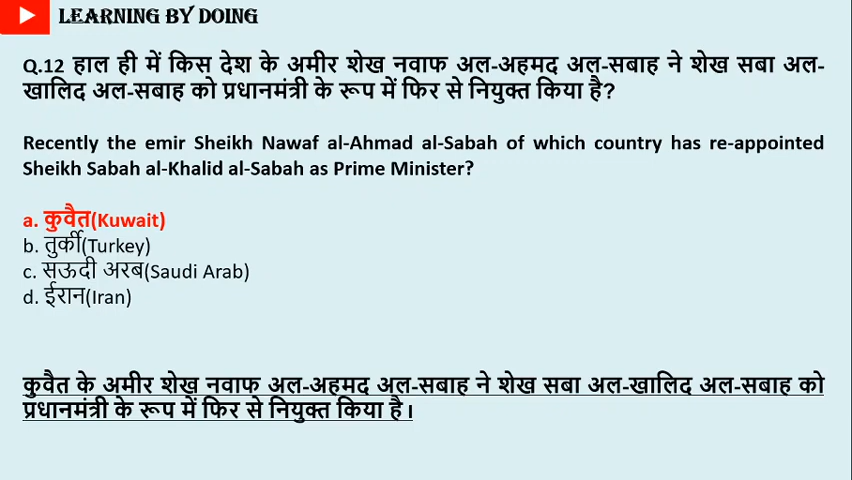 LEARNING BY DOING
Q.12 हाल ही में किस देश के अमीर शेख नवाफ अल-अहमद अल-सबाह ने शेख सबा अल-
खालिद अल-सबाह को प्रधानमंत्री के रूप में फिर से नियुक्त किया है?
Recently the emir Sheikh Nawaf al-Ahmad al-Sabah of which country has re-appointed
Sheikh Sabah al-Khalid al-Sabah as Prime Minister?
a. कुवैत(Kuwait)
b. तुर्की(Turkey)
c. सऊदी अरब(Saudi Arab)
d. ईरान(Iran)
कुवैत के अमीर शेख नवाफ अल-अहमद अल-सबाह ने शेख सबा अल-खालिद अल-सबाह को
प्रधानमंत्री के रूप में फिर से नियुक्त किया है।